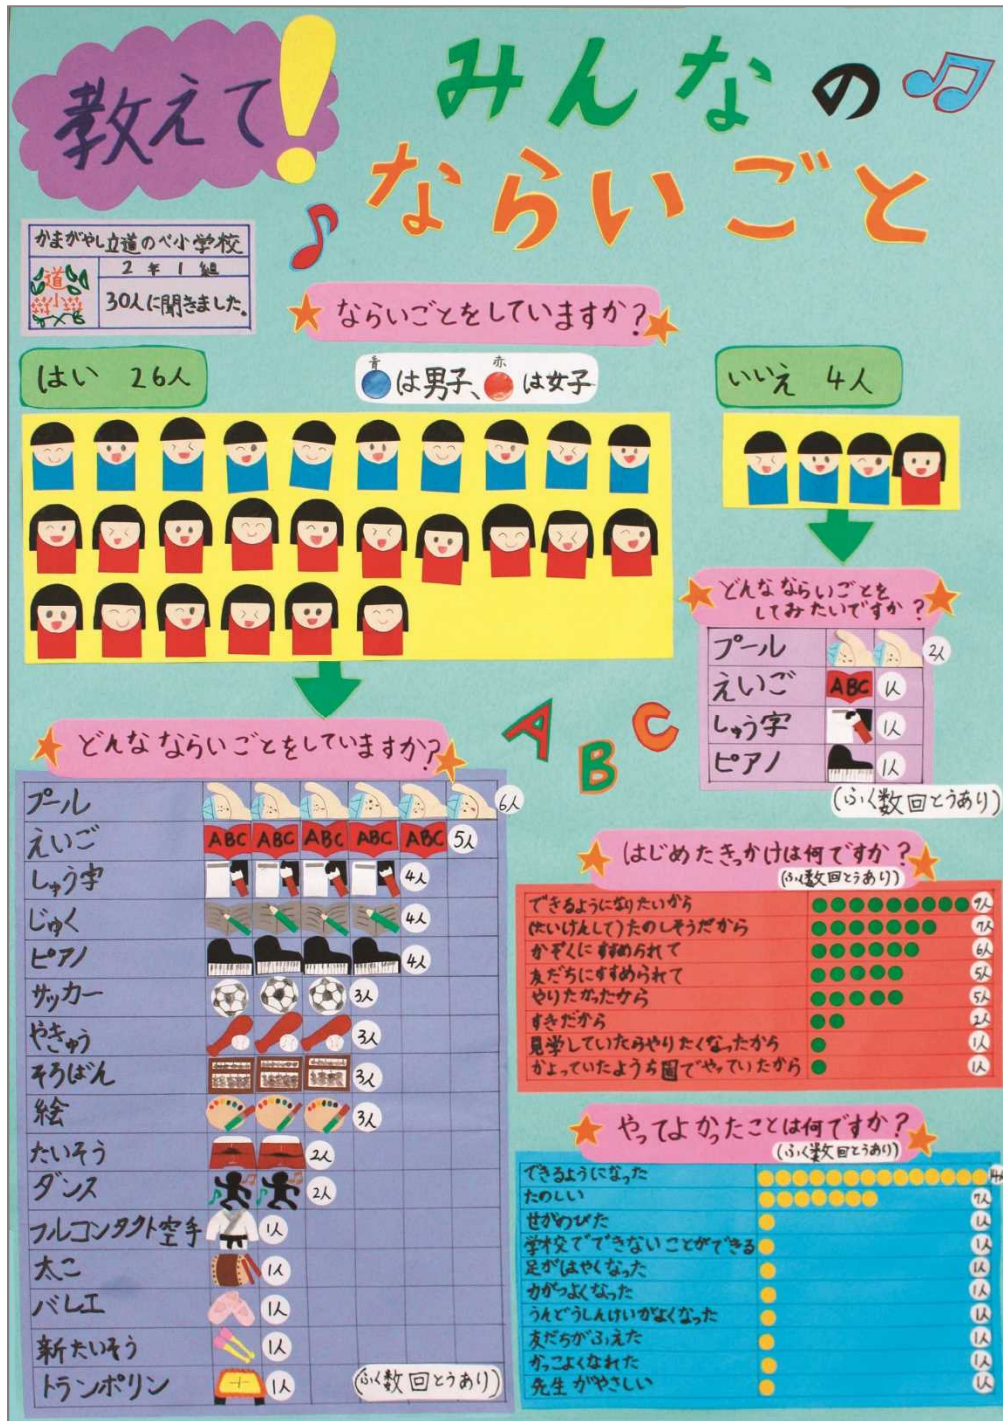 教えて!
みんなの
ならいごと
かまがやし立道のべ小学校
2年1組
道小
30人に聞きました。
ならいごとをしていますか?
はい 26人
青
赤
は男子、は女子
いいえ 4人
どんなならいごとを
してみたいですか?
プール 2人
えいご ABC 1人
しゅう字 1人
ピアノ 1人
(ふく数回とうあり)
A B C
どんなならいごとをしていますか?
プール 6人
えいご ABC ABC ABC ABC ABC 5人
しゅう字 4人
じゅく 4人
ピアノ 4人
サッカー 3人
やきゅう 3人
そろばん 3人
絵 3人
たいそう 2人
ダンス 2人
フルコンタクト空手 1人
太こ 1人
バレエ 1人
新たいそう 1人
トランポリン 1人
(ふく数回とうあり)
はじめたきっかけは何ですか?
(ふく数回とうあり)
できるようになりたいから 9人
(たいけんして)たのしそうだから 7人
かぞくにすすめられて 6人
友だちにすすめられて 5人
やりたかったから 5人
すきだから 2人
見学していたらやりたくなったから 1人
かよっていたようち園でやっていたから 1人
やってよかったことは何ですか?
(ふく数回とうあり)
できるようになった
たのしい 7人
せがのびた 1人
学校でできないことができる 1人
足がはやくなった 1人
力がつよくなった 1人
うんどうしんけいがよくなった 1人
友だちがふえた 1人
かっこよくなれた 1人
先生がやさしい 1人